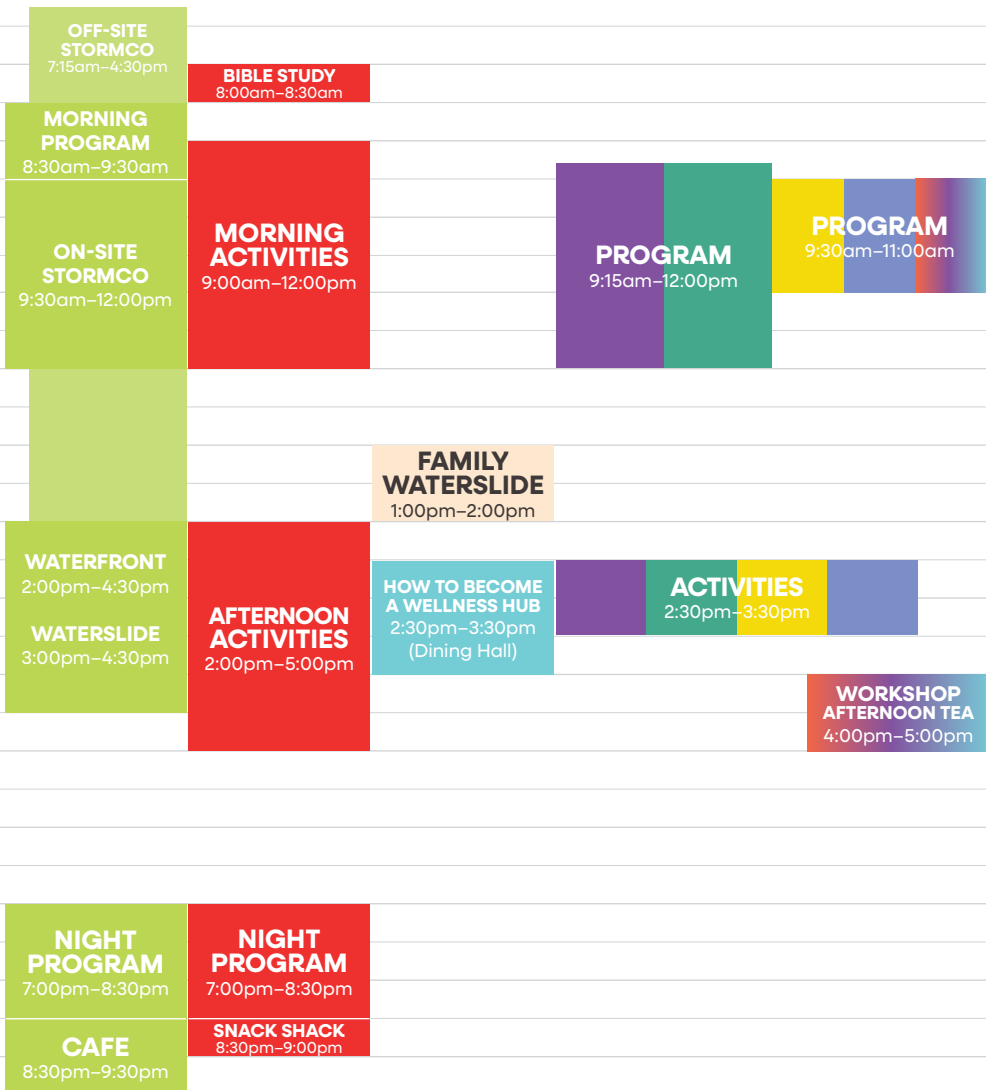 OFF-SITE
STORMCO
7:15am–4:30pm
MORNING
PROGRAM
8:30am–9:30am
ON-SITE
STORMCO
9:30am–12:00pm
WATERFRONT
2:00pm–4:30pm
WATERSLIDE
3:00pm–4:30pm
NIGHT
PROGRAM
7:00pm–8:30pm
CAFE
8:30pm–9:30pm
BIBLE STUDY
8:00am–8:30am
MORNING
ACTIVITIES
9:00am–12:00pm
AFTERNOON
ACTIVITIES
2:00pm–5:00pm
NIGHT
PROGRAM
7:00pm–8:30pm
SNACK SHACK
8:30pm–9:00pm
FAMILY
WATERSLIDE
1:00pm–2:00pm
HOW TO BECOME
A WELLNESS HUB
2:30pm–3:30pm
(Dining Hall)
PROGRAM
9:15am–12:00pm
PROGRAM
9:30am–11:00am
ACTIVITIES
2:30pm–3:30pm
WORKSHOP
AFTERNOON TEA
4:00pm–5:00pm